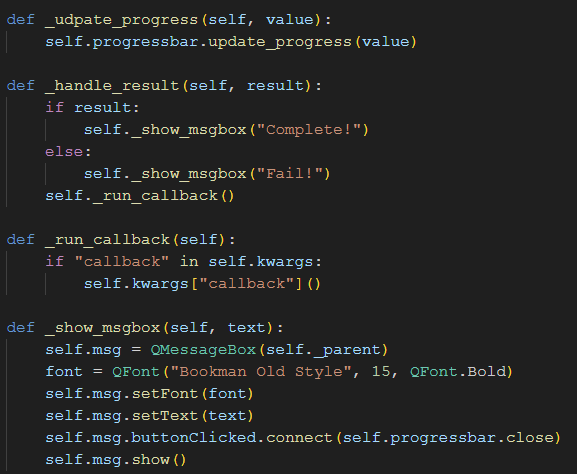 def _udpate_progress(self, value):
    self.progressbar.update_progress(value)

def _handle_result(self, result):
    if result:
        self._show_msgbox("Complete!")
    else:
        self._show_msgbox("Fail!")
    self._run_callback()

def _run_callback(self):
    if "callback" in self.kwargs:
        self.kwargs["callback"]()

def _show_msgbox(self, text):
    self.msg = QMessageBox(self._parent)
    font = QFont("Bookman Old Style", 15, QFont.Bold)
    self.msg.setFont(font)
    self.msg.setText(text)
    self.msg.buttonClicked.connect(self.progressbar.close)
    self.msg.show()